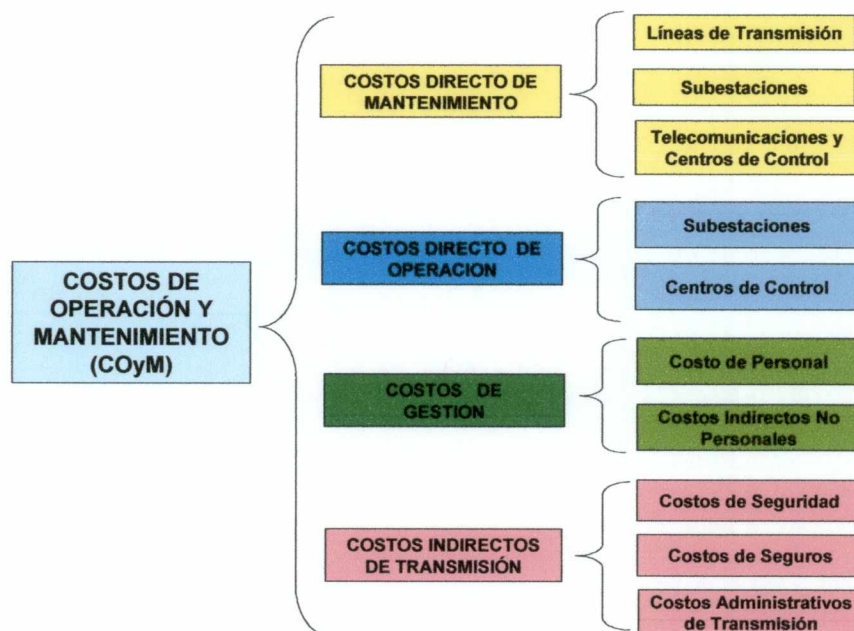 COSTOS DE
OPERACIÓN Y
MANTENIMIENTO
(COyM)
COSTOS DIRECTO DE
MANTENIMIENTO
Líneas de Transmisión
Subestaciones
Telecomunicaciones y
Centros de Control
COSTOS DIRECTO DE
OPERACION
Subestaciones
Centros de Control
COSTOS DE
GESTION
Costo de Personal
Costos Indirectos No
Personales
COSTOS INDIRECTOS
DE TRANSMISIÓN
Costos de Seguridad
Costos de Seguros
Costos Administrativos
de Transmisión